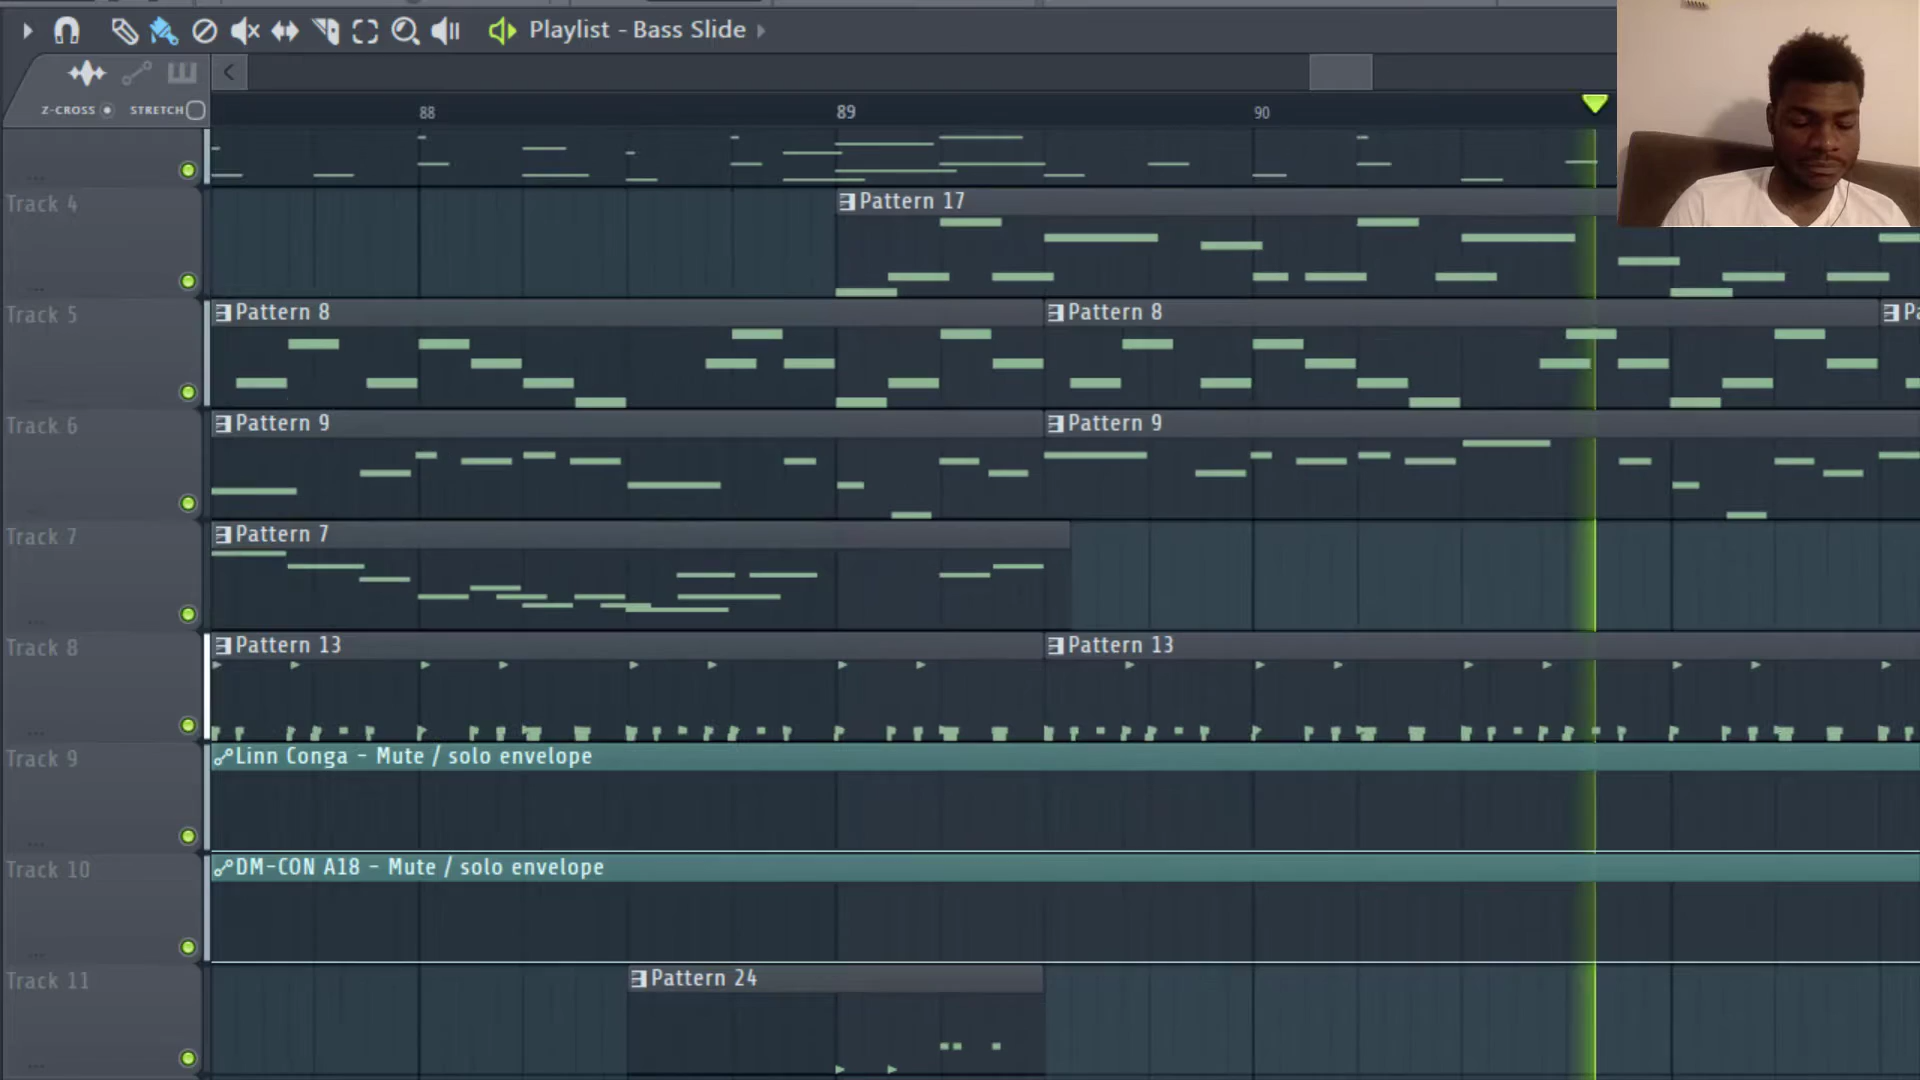 Playlist - Bass Slide
Z-CROSS STRETCH
88 89 90
Track 4
Pattern 17
Track 5
Pattern 8 Pattern 8
Track 6
Pattern 9 Pattern 9
Track 7
Pattern 7
Track 8
Pattern 13 Pattern 13
Track 9
Linn Conga - Mute / solo envelope
Track 10
DM-CON A18 - Mute / solo envelope
Track 11
Pattern 24